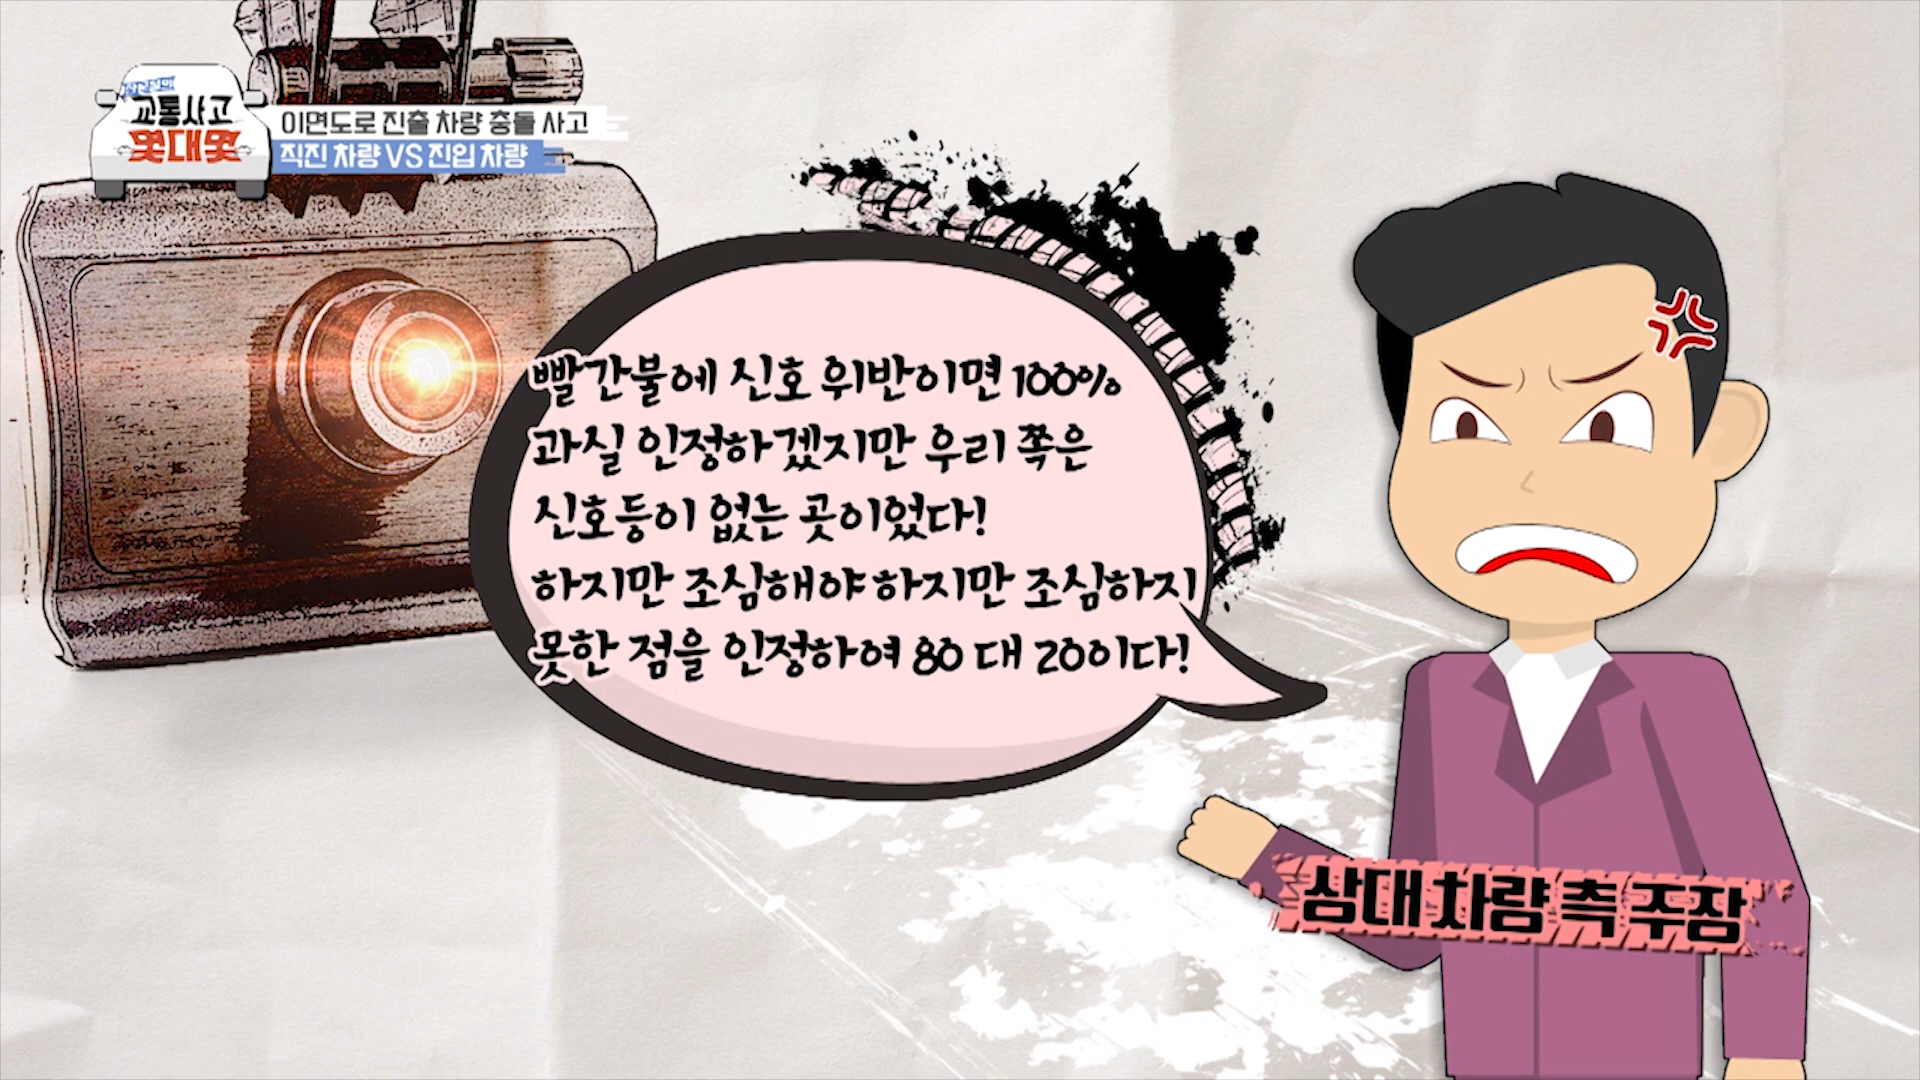 교통사고
몇대몇
이면도로 진출 차량 충돌 사고
직진 차량 VS 진입 차량
빨간불에 신호 위반이면 100%
과실 인정하겠지만 우리 쪽은
신호등이 없는 곳이었다!
하지만 조심해야 하지만 조심하지
못한 점을 인정하여 80 대 20이다!
상대 차량 측 주장